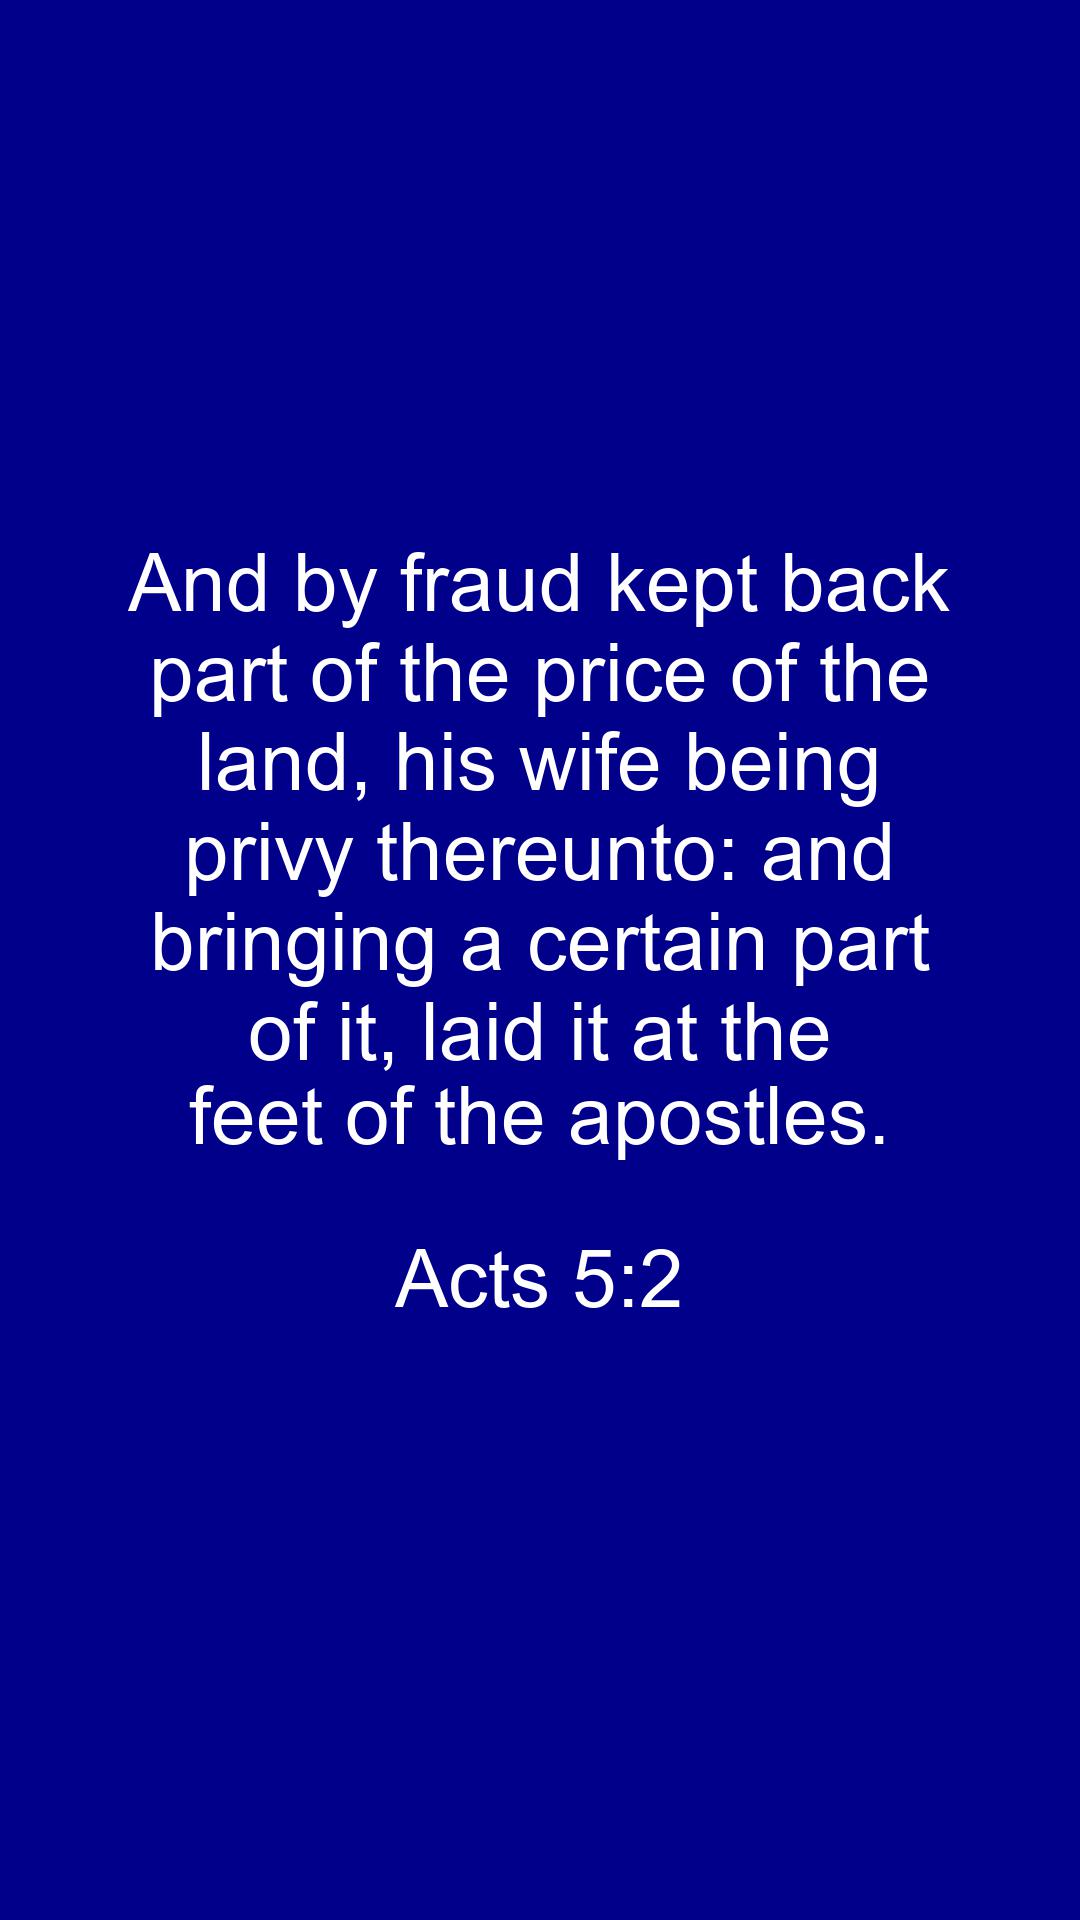 And by fraud kept back
part of the price of the
land, his wife being
privy thereunto: and
bringing a certain part
of it, laid it at the
feet of the apostles.
Acts 5:2